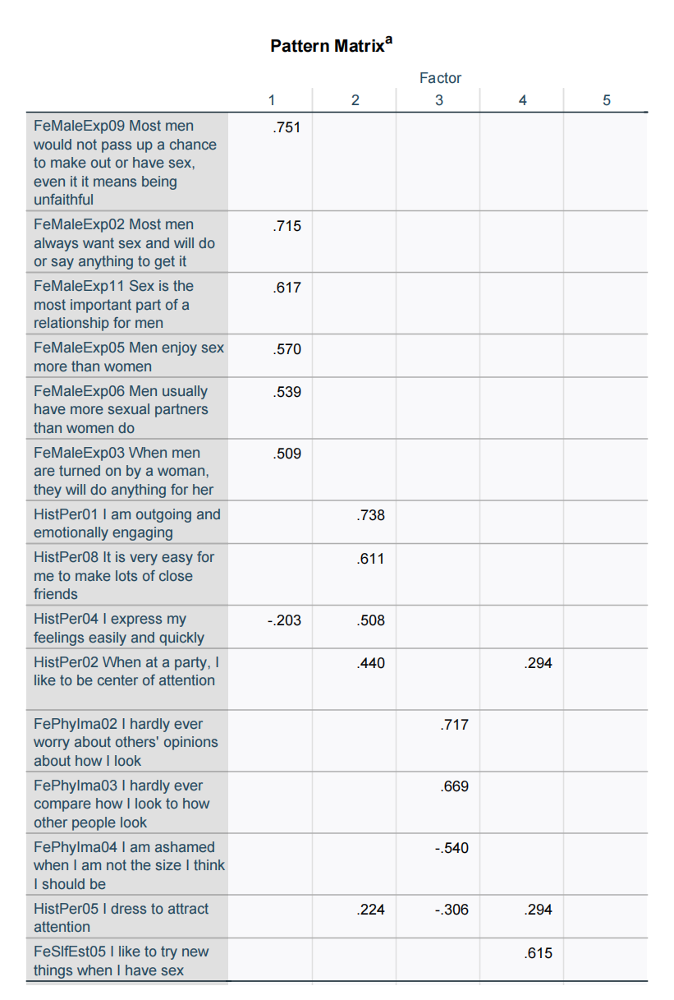 Pattern Matrixa
Factor
1 2 3 4 5
FeMaleExp09 Most men .751
would not pass up a chance
to make out or have sex,
even it it means being
unfaithful
FeMaleExp02 Most men .715
always want sex and will do
or say anything to get it
FeMaleExp11 Sex is the .617
most important part of a
relationship for men
FeMaleExp05 Men enjoy sex .570
more than women
FeMaleExp06 Men usually .539
have more sexual partners
than women do
FeMaleExp03 When men .509
are turned on by a woman,
they will do anything for her
HistPer01 I am outgoing and .738
emotionally engaging
HistPer08 It is very easy for .611
me to make lots of close
friends
HistPer04 I express my -.203 .508
feelings easily and quickly
HistPer02 When at a party, I .440 .294
like to be center of attention
FePhyIma02 I hardly ever .717
worry about others' opinions
about how I look
FePhyIma03 I hardly ever .669
compare how I look to how
other people look
FePhyIma04 I am ashamed -.540
when I am not the size I think
I should be
HistPer05 I dress to attract .224 -.306 .294
attention
FeSlfEst05 I like to try new .615
things when I have sex